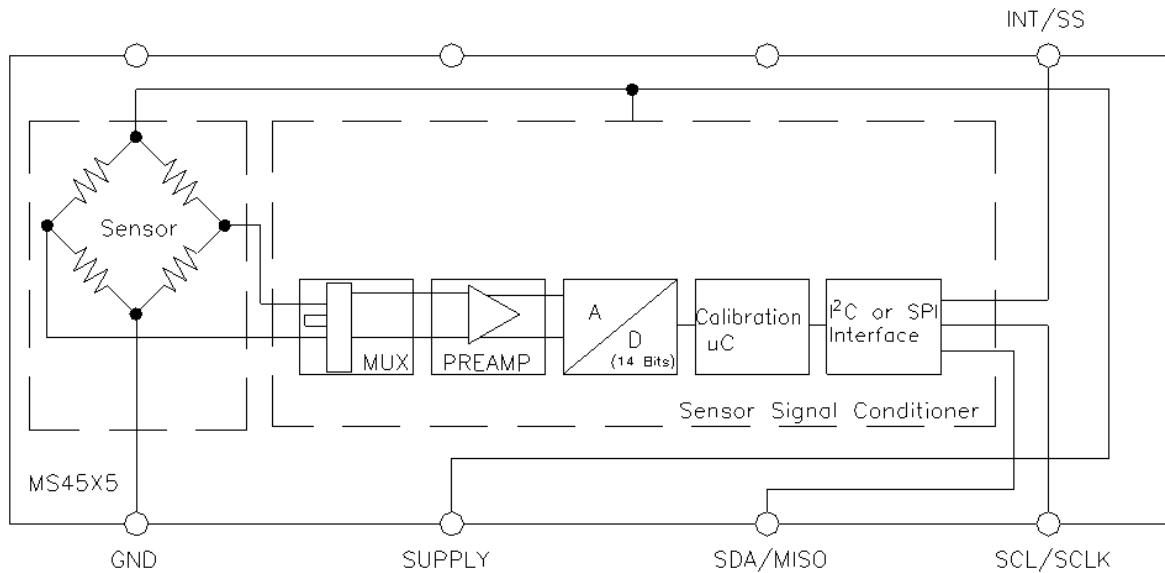 INT/SS
Sensor
MUX
PREAMP
A
D
(14 Bits)
Calibration
uC
I²C or SPI
Interface
Sensor Signal Conditioner
MS45X5
GND
SUPPLY
SDA/MISO
SCL/SCLK